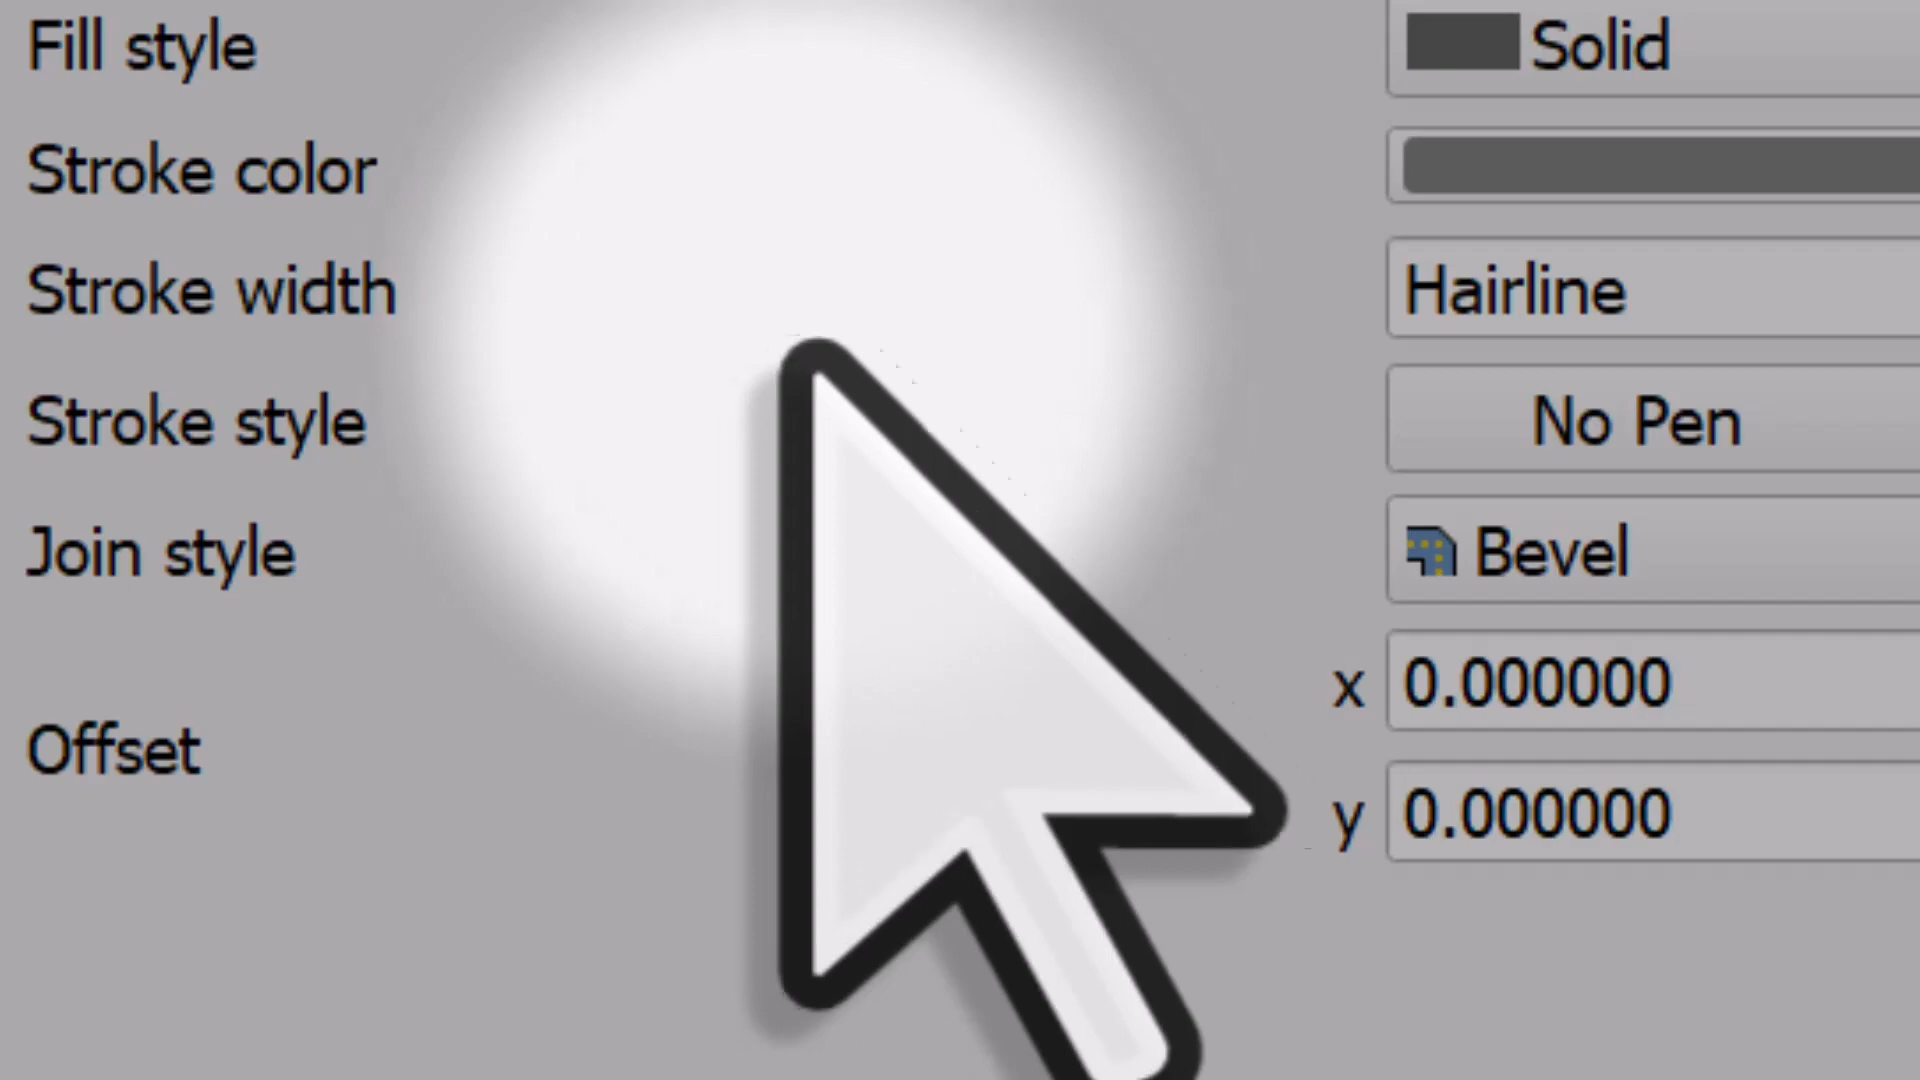 Fill style Solid
Stroke color
Stroke width Hairline
Stroke style No Pen
Join style Bevel
x 0.000000
Offset
y 0.000000